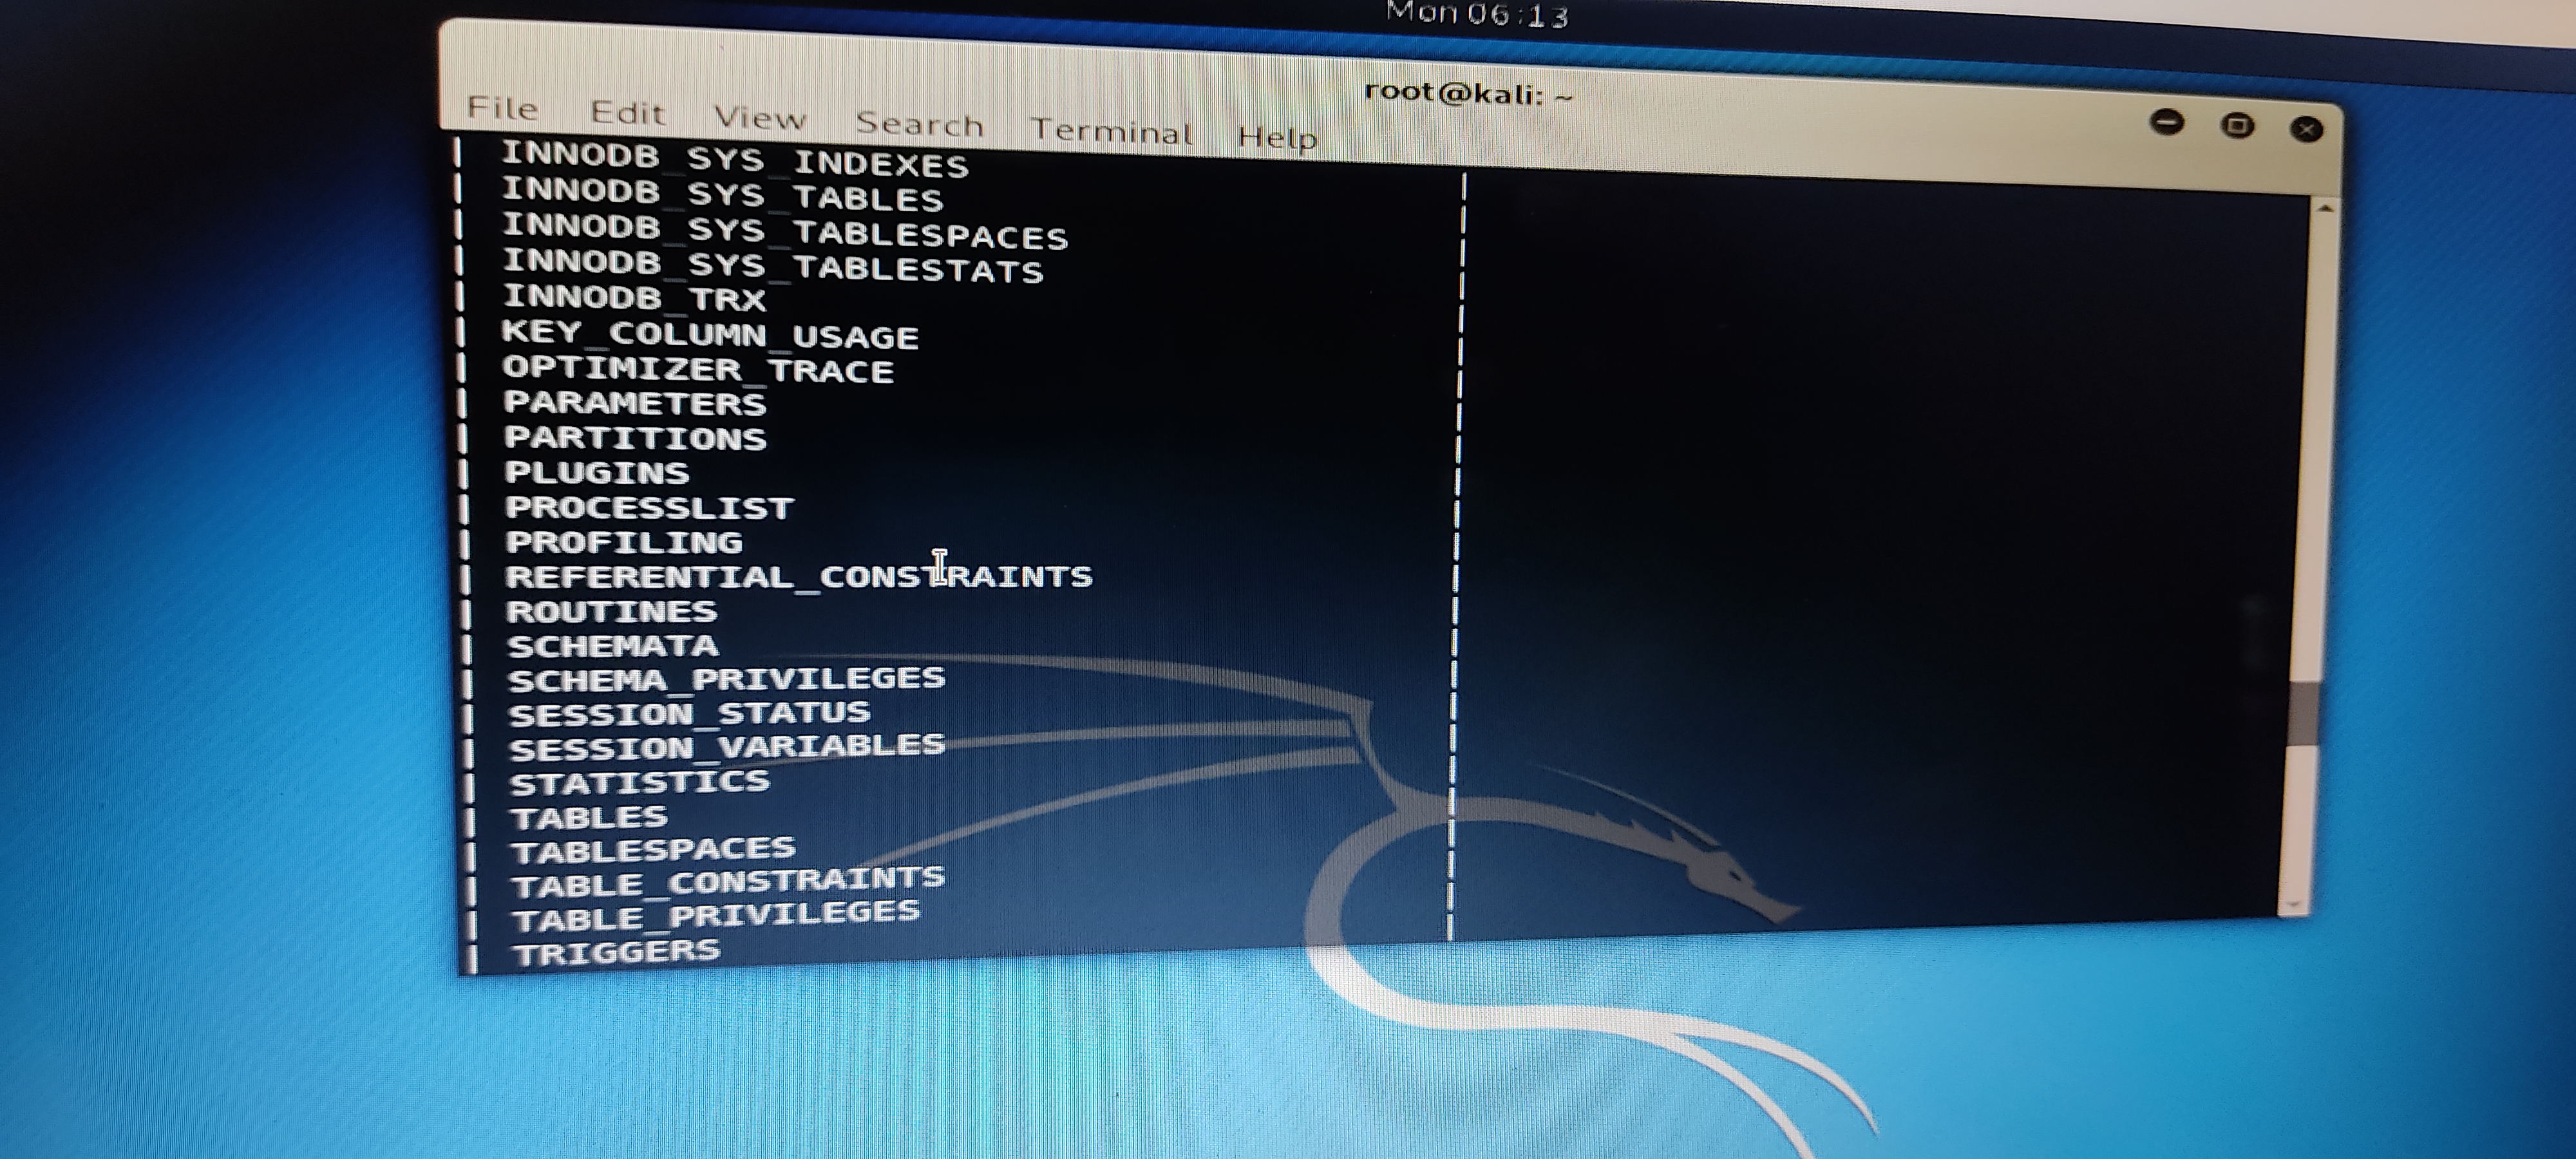 Mon 06:13
root@kali: ~
File Edit View Search Terminal Help
| INNODB_SYS_INDEXES |
| INNODB_SYS_TABLES |
| INNODB_SYS_TABLESPACES |
| INNODB_SYS_TABLESTATS |
| INNODB_TRX |
| KEY_COLUMN_USAGE |
| OPTIMIZER_TRACE |
| PARAMETERS |
| PARTITIONS |
| PLUGINS |
| PROCESSLIST |
| PROFILING |
| REFERENTIAL_CONSTRAINTS |
| ROUTINES |
| SCHEMATA |
| SCHEMA_PRIVILEGES |
| SESSION_STATUS |
| SESSION_VARIABLES |
| STATISTICS |
| TABLES |
| TABLESPACES |
| TABLE_CONSTRAINTS |
| TABLE_PRIVILEGES |
| TRIGGERS |